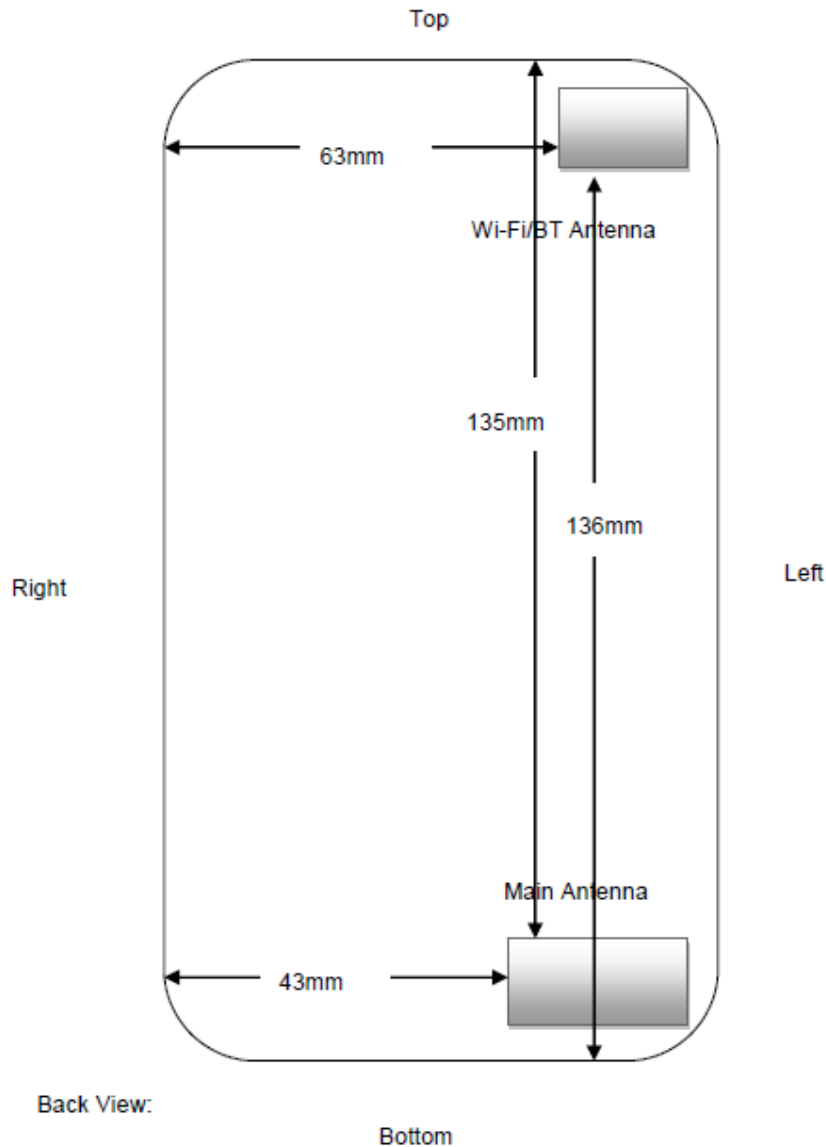 Top
63mm
Wi-Fi/BT Antenna
135mm
136mm
Right
Left
Main Antenna
43mm
Back View:
Bottom